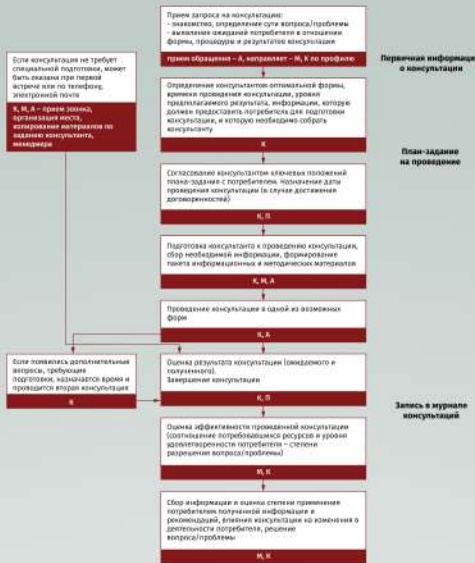 Прием запроса на консультацию:
- знакомство, определение сути вопроса/проблемы
- выявление ожиданий потребителя в отношении
формы, процедуры и результатов консультации
прием обращения – А, направляет – М, К по профилю
Первичная информаци
о консультации
Если консультация не требует
специальной подготовки, может
быть оказана при первой
встрече или по телефону,
электронной почте
К, М, А – прием звонка,
организация места,
копирование материалов по
заданию консультанта,
менеджера
Определение консультантом оптимальной формы,
времени проведения консультации, уровня
предполагаемого результата, информации, которую
должен предоставить потребитель для подготовки
консультации, и которую необходимо собрать
консультанту
К
План-задание
на проведение
Согласование консультантом ключевых положений
плана-задания с потребителем. Назначение даты
проведения консультации (в случае достижения
договоренностей)
К, П
Подготовка консультанта к проведению консультации,
сбор необходимой информации, формирование
пакета информационных и методических материалов
К, М, А
Проведение консультации в одной из возможных
форм
К, А
Если появились дополнительные
вопросы, требующие
подготовки, назначается время и
проводится вторая консультация
К
Оценка результата консультации (ожидаемого и
полученного).
Завершение консультации
К, П
Запись в журнале
консультаций
Оценка эффективности проведенной консультации
(соотношение потребовавшихся ресурсов и уровня
удовлетворенности потребителя – степени
разрешения вопроса/проблемы)
М, К
Сбор информации и оценка степени применения
потребителем полученной информации и
рекомендаций, влияния консультации на изменения в
деятельности потребителя, решение
вопроса/проблемы
М, К